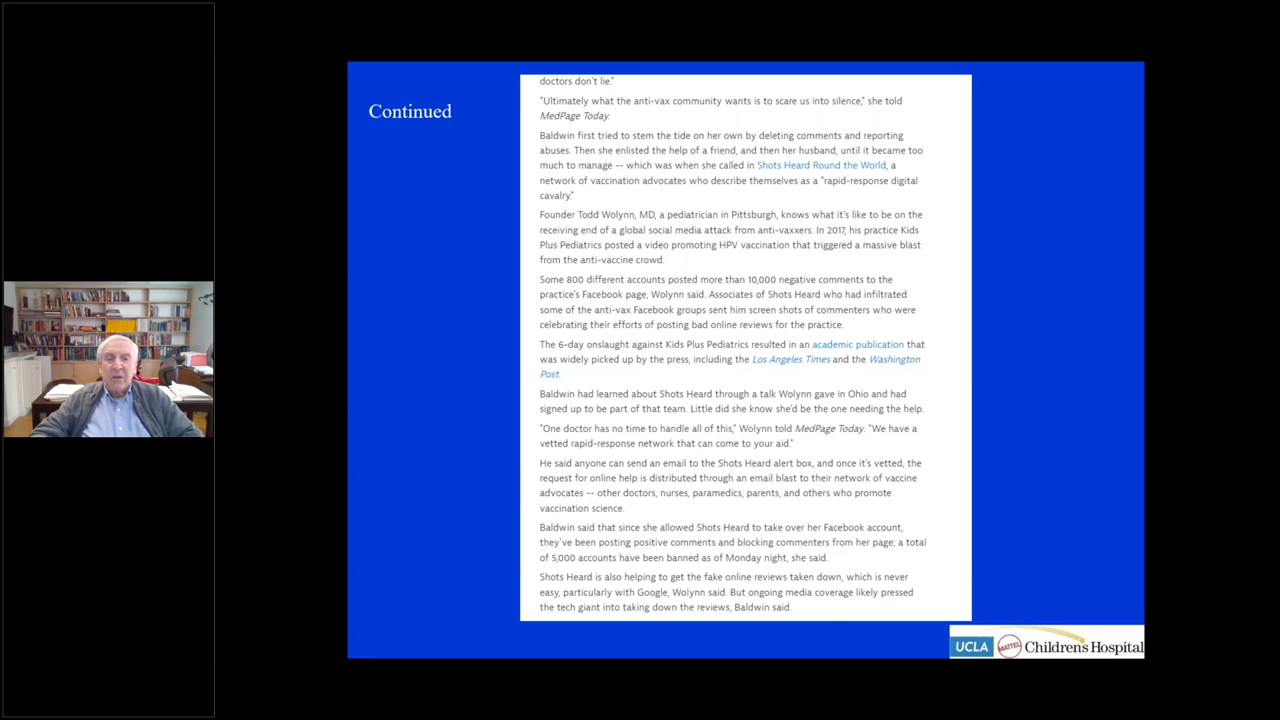 Continued
doctors don't lie."
"Ultimately what the anti-vax community wants is to scare us into silence," she told
MedPage Today.
Baldwin first tried to stem the tide on her own by deleting comments and reporting
abuses. Then she enlisted the help of a friend, and then her husband, until it became too
much to manage -- which was when she called in Shots Heard Round the World, a
network of vaccination advocates who describe themselves as a "rapid-response digital
cavalry."
Founder Todd Wolynn, MD, a pediatrician in Pittsburgh, knows what it's like to be on the
receiving end of a global social media attack from anti-vaxxers. In 2017, his practice Kids
Plus Pediatrics posted a video promoting HPV vaccination that triggered a massive blast
from the anti-vaccine crowd.
Some 800 different accounts posted more than 10,000 negative comments to the
practice's Facebook page, Wolynn said. Associates of Shots Heard who had infiltrated
some of the anti-vax Facebook groups sent him screen shots of commenters who were
celebrating their efforts of posting bad online reviews for the practice.
The 6-day onslaught against Kids Plus Pediatrics resulted in an academic publication that
was widely picked up by the press, including the Los Angeles Times and the Washington
Post.
Baldwin had learned about Shots Heard through a talk Wolynn gave in Ohio and had
signed up to be part of that team. Little did she know she'd be the one needing the help.
"One doctor has no time to handle all of this," Wolynn told MedPage Today. "We have a
vetted rapid-response network that can come to your aid."
He said anyone can send an email to the Shots Heard alert box, and once it's vetted, the
request for online help is distributed through an email blast to their network of vaccine
advocates -- other doctors, nurses, paramedics, parents, and others who promote
vaccination science.
Baldwin said that since she allowed Shots Heard to take over her Facebook account,
they've been posting positive comments and blocking commenters from her page; a total
of 5,000 accounts have been banned as of Monday night, she said.
Shots Heard is also helping to get the fake online reviews taken down, which is never
easy, particularly with Google, Wolynn said. But ongoing media coverage likely pressed
the tech giant into taking down the reviews, Baldwin said.
UCLA MATTEL Childrens Hospital